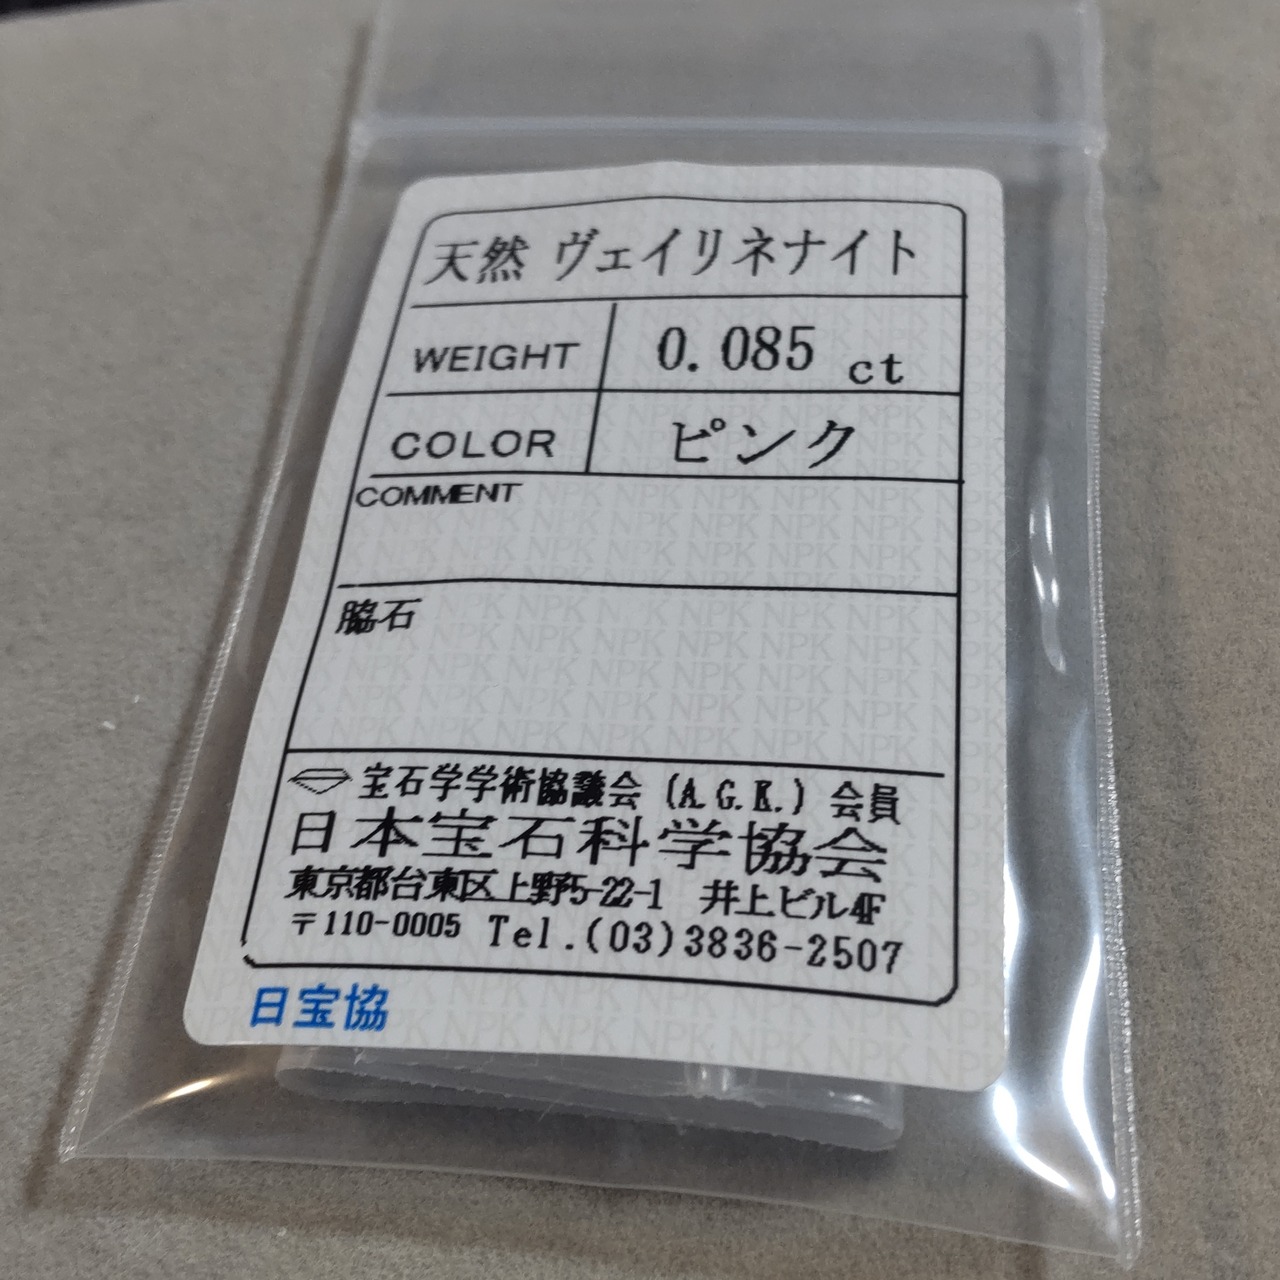 天然 ヴェイリネナイト
WEIGHT 0.085 ct
COLOR ピンク
COMMENT
脇石
宝石学学術協議会 (A.G.K.) 会員
日本宝石科学協会
東京都台東区上野5-22-1 井上ビル4F
〒110-0005 Tel.(03)3836-2507
日宝協